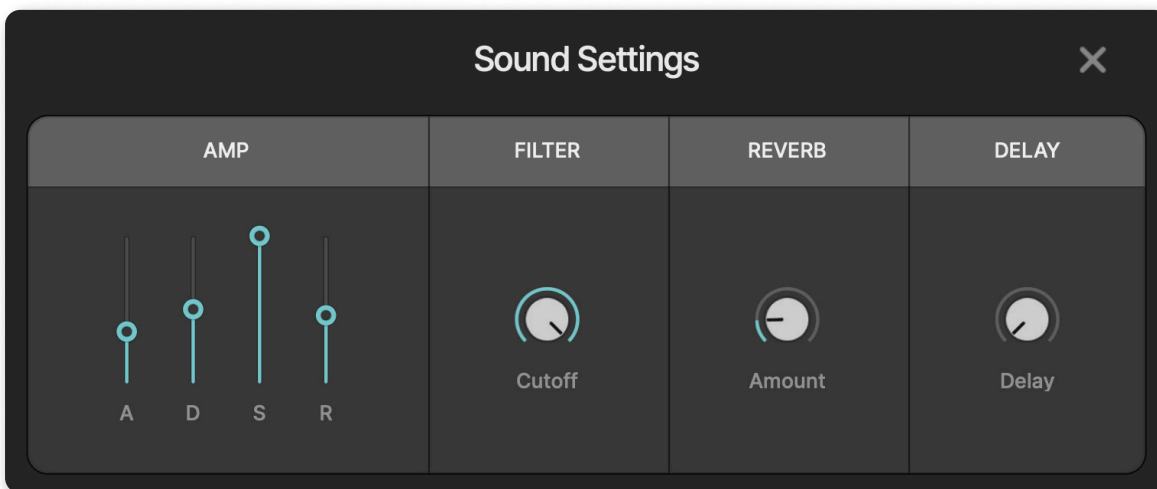 Sound Settings
AMP FILTER REVERB DELAY
Cutoff Amount Delay
A D S R